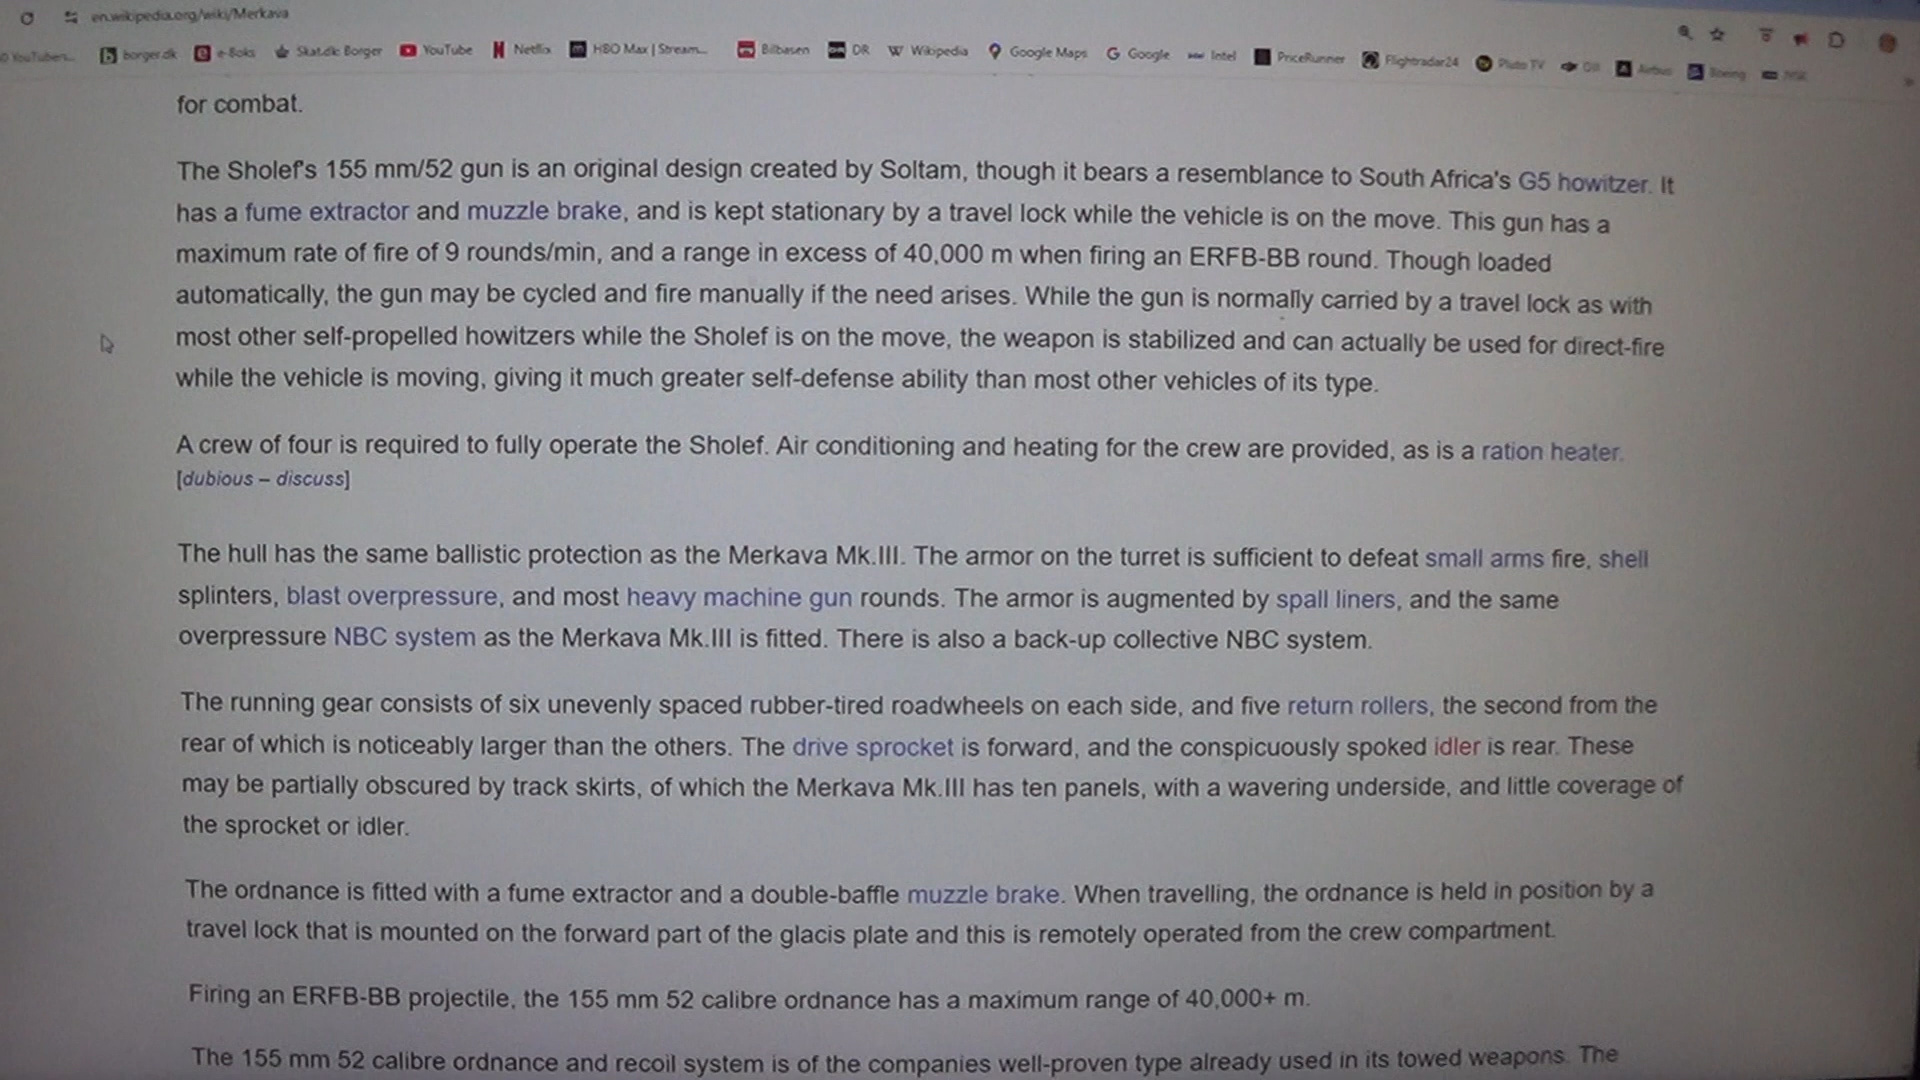 en.wikipedia.org/wiki/Merkava
YouTubern... borger.dk e-Boks Skat.dk: Borger YouTube Netflix HBO Max | Stream... Bilbasen DR Wikipedia Google Maps Google Intel PriceRunner Flightradar24 Pluto TV DJI Airbus Boeing
for combat.
The Sholef's 155 mm/52 gun is an original design created by Soltam, though it bears a resemblance to South Africa's G5 howitzer. It
has a fume extractor and muzzle brake, and is kept stationary by a travel lock while the vehicle is on the move. This gun has a
maximum rate of fire of 9 rounds/min, and a range in excess of 40,000 m when firing an ERFB-BB round. Though loaded
automatically, the gun may be cycled and fire manually if the need arises. While the gun is normally carried by a travel lock as with
most other self-propelled howitzers while the Sholef is on the move, the weapon is stabilized and can actually be used for direct-fire
while the vehicle is moving, giving it much greater self-defense ability than most other vehicles of its type.
A crew of four is required to fully operate the Sholef. Air conditioning and heating for the crew are provided, as is a ration heater.
[dubious – discuss]
The hull has the same ballistic protection as the Merkava Mk.III. The armor on the turret is sufficient to defeat small arms fire, shell
splinters, blast overpressure, and most heavy machine gun rounds. The armor is augmented by spall liners, and the same
overpressure NBC system as the Merkava Mk.III is fitted. There is also a back-up collective NBC system.
The running gear consists of six unevenly spaced rubber-tired roadwheels on each side, and five return rollers, the second from the
rear of which is noticeably larger than the others. The drive sprocket is forward, and the conspicuously spoked idler is rear. These
may be partially obscured by track skirts, of which the Merkava Mk.III has ten panels, with a wavering underside, and little coverage of
the sprocket or idler.
The ordnance is fitted with a fume extractor and a double-baffle muzzle brake. When travelling, the ordnance is held in position by a
travel lock that is mounted on the forward part of the glacis plate and this is remotely operated from the crew compartment.
Firing an ERFB-BB projectile, the 155 mm 52 calibre ordnance has a maximum range of 40,000+ m.
The 155 mm 52 calibre ordnance and recoil system is of the companies well-proven type already used in its towed weapons. The